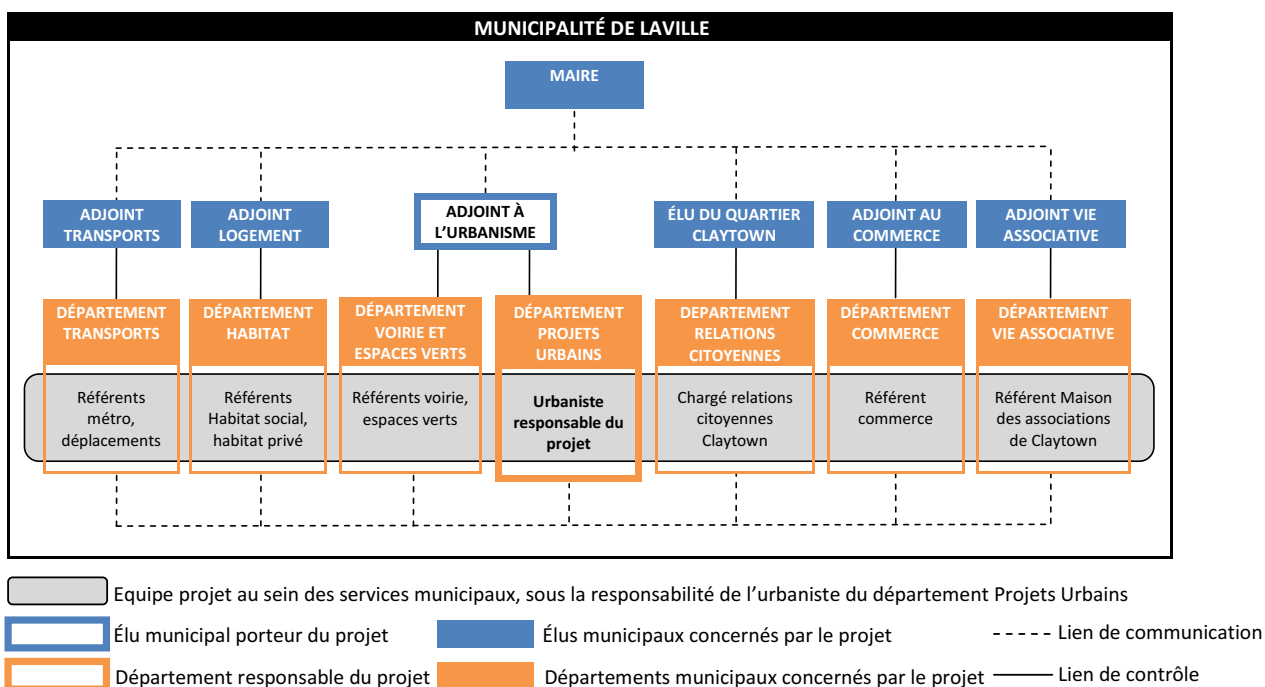 MUNICIPALITÉ DE LAVILLE
MAIRE
ADJOINT
TRANSPORTS
ADJOINT
LOGEMENT
ADJOINT À
L’URBANISME
ÉLU DU QUARTIER
CLAYTOWN
ADJOINT AU
COMMERCE
ADJOINT VIE
ASSOCIATIVE
DÉPARTEMENT
TRANSPORTS
DÉPARTEMENT
HABITAT
DÉPARTEMENT
VOIRIE ET
ESPACES VERTS
DÉPARTEMENT
PROJETS
URBAINS
DEPARTEMENT
RELATIONS
CITOYENNES
DÉPARTEMENT
COMMERCE
DÉPARTEMENT
VIE ASSOCIATIVE
Référents
métro,
déplacements
Référents
Habitat social,
habitat privé
Référents voirie,
espaces verts
Urbaniste
responsable du
projet
Chargé relations
citoyennes
Claytown
Référent
commerce
Référent Maison
des associations
de Claytown
Equipe projet au sein des services municipaux, sous la responsabilité de l’urbaniste du département Projets Urbains
Élu municipal porteur du projet
Élus municipaux concernés par le projet
Lien de communication
Département responsable du projet
Départements municipaux concernés par le projet
Lien de contrôle